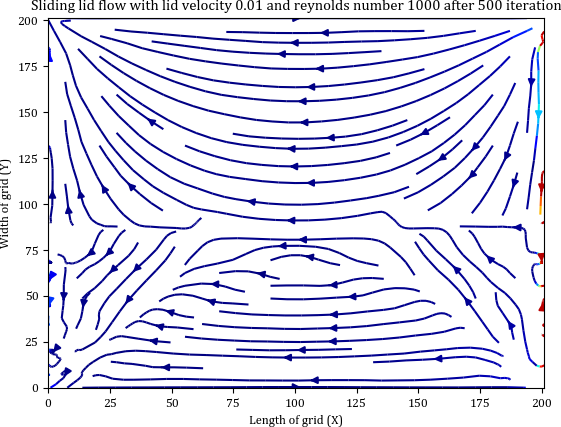 Sliding lid flow with lid velocity 0.01 and reynolds number 1000 after 500 iteration
200
175
150
125
100
75
50
25
0
Width of grid (Y)
0 25 50 75 100 125 150 175 200
Length of grid (X)